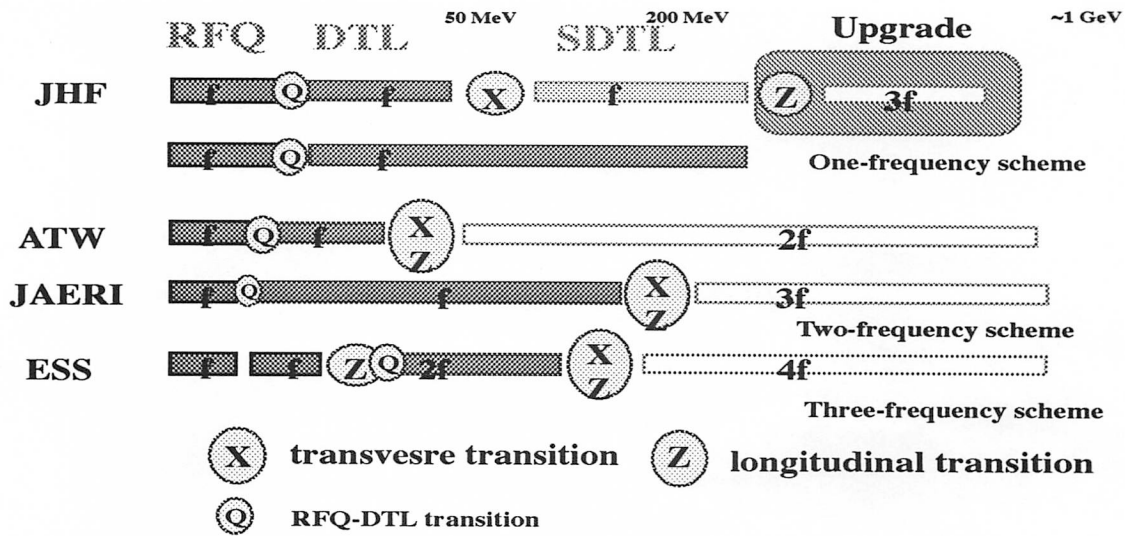 50 MeV 200 MeV ~1 GeV
RFQ DTL SDTL Upgrade
JHF f Q f X f Z 3f
f Q f One-frequency scheme
ATW f Q f X Z 2f
JAERI f Q f X Z 3f
Two-frequency scheme
ESS f f Z Q 2f X Z 4f
Three-frequency scheme
X transvesre transition Z longitudinal transition
Q RFQ-DTL transition